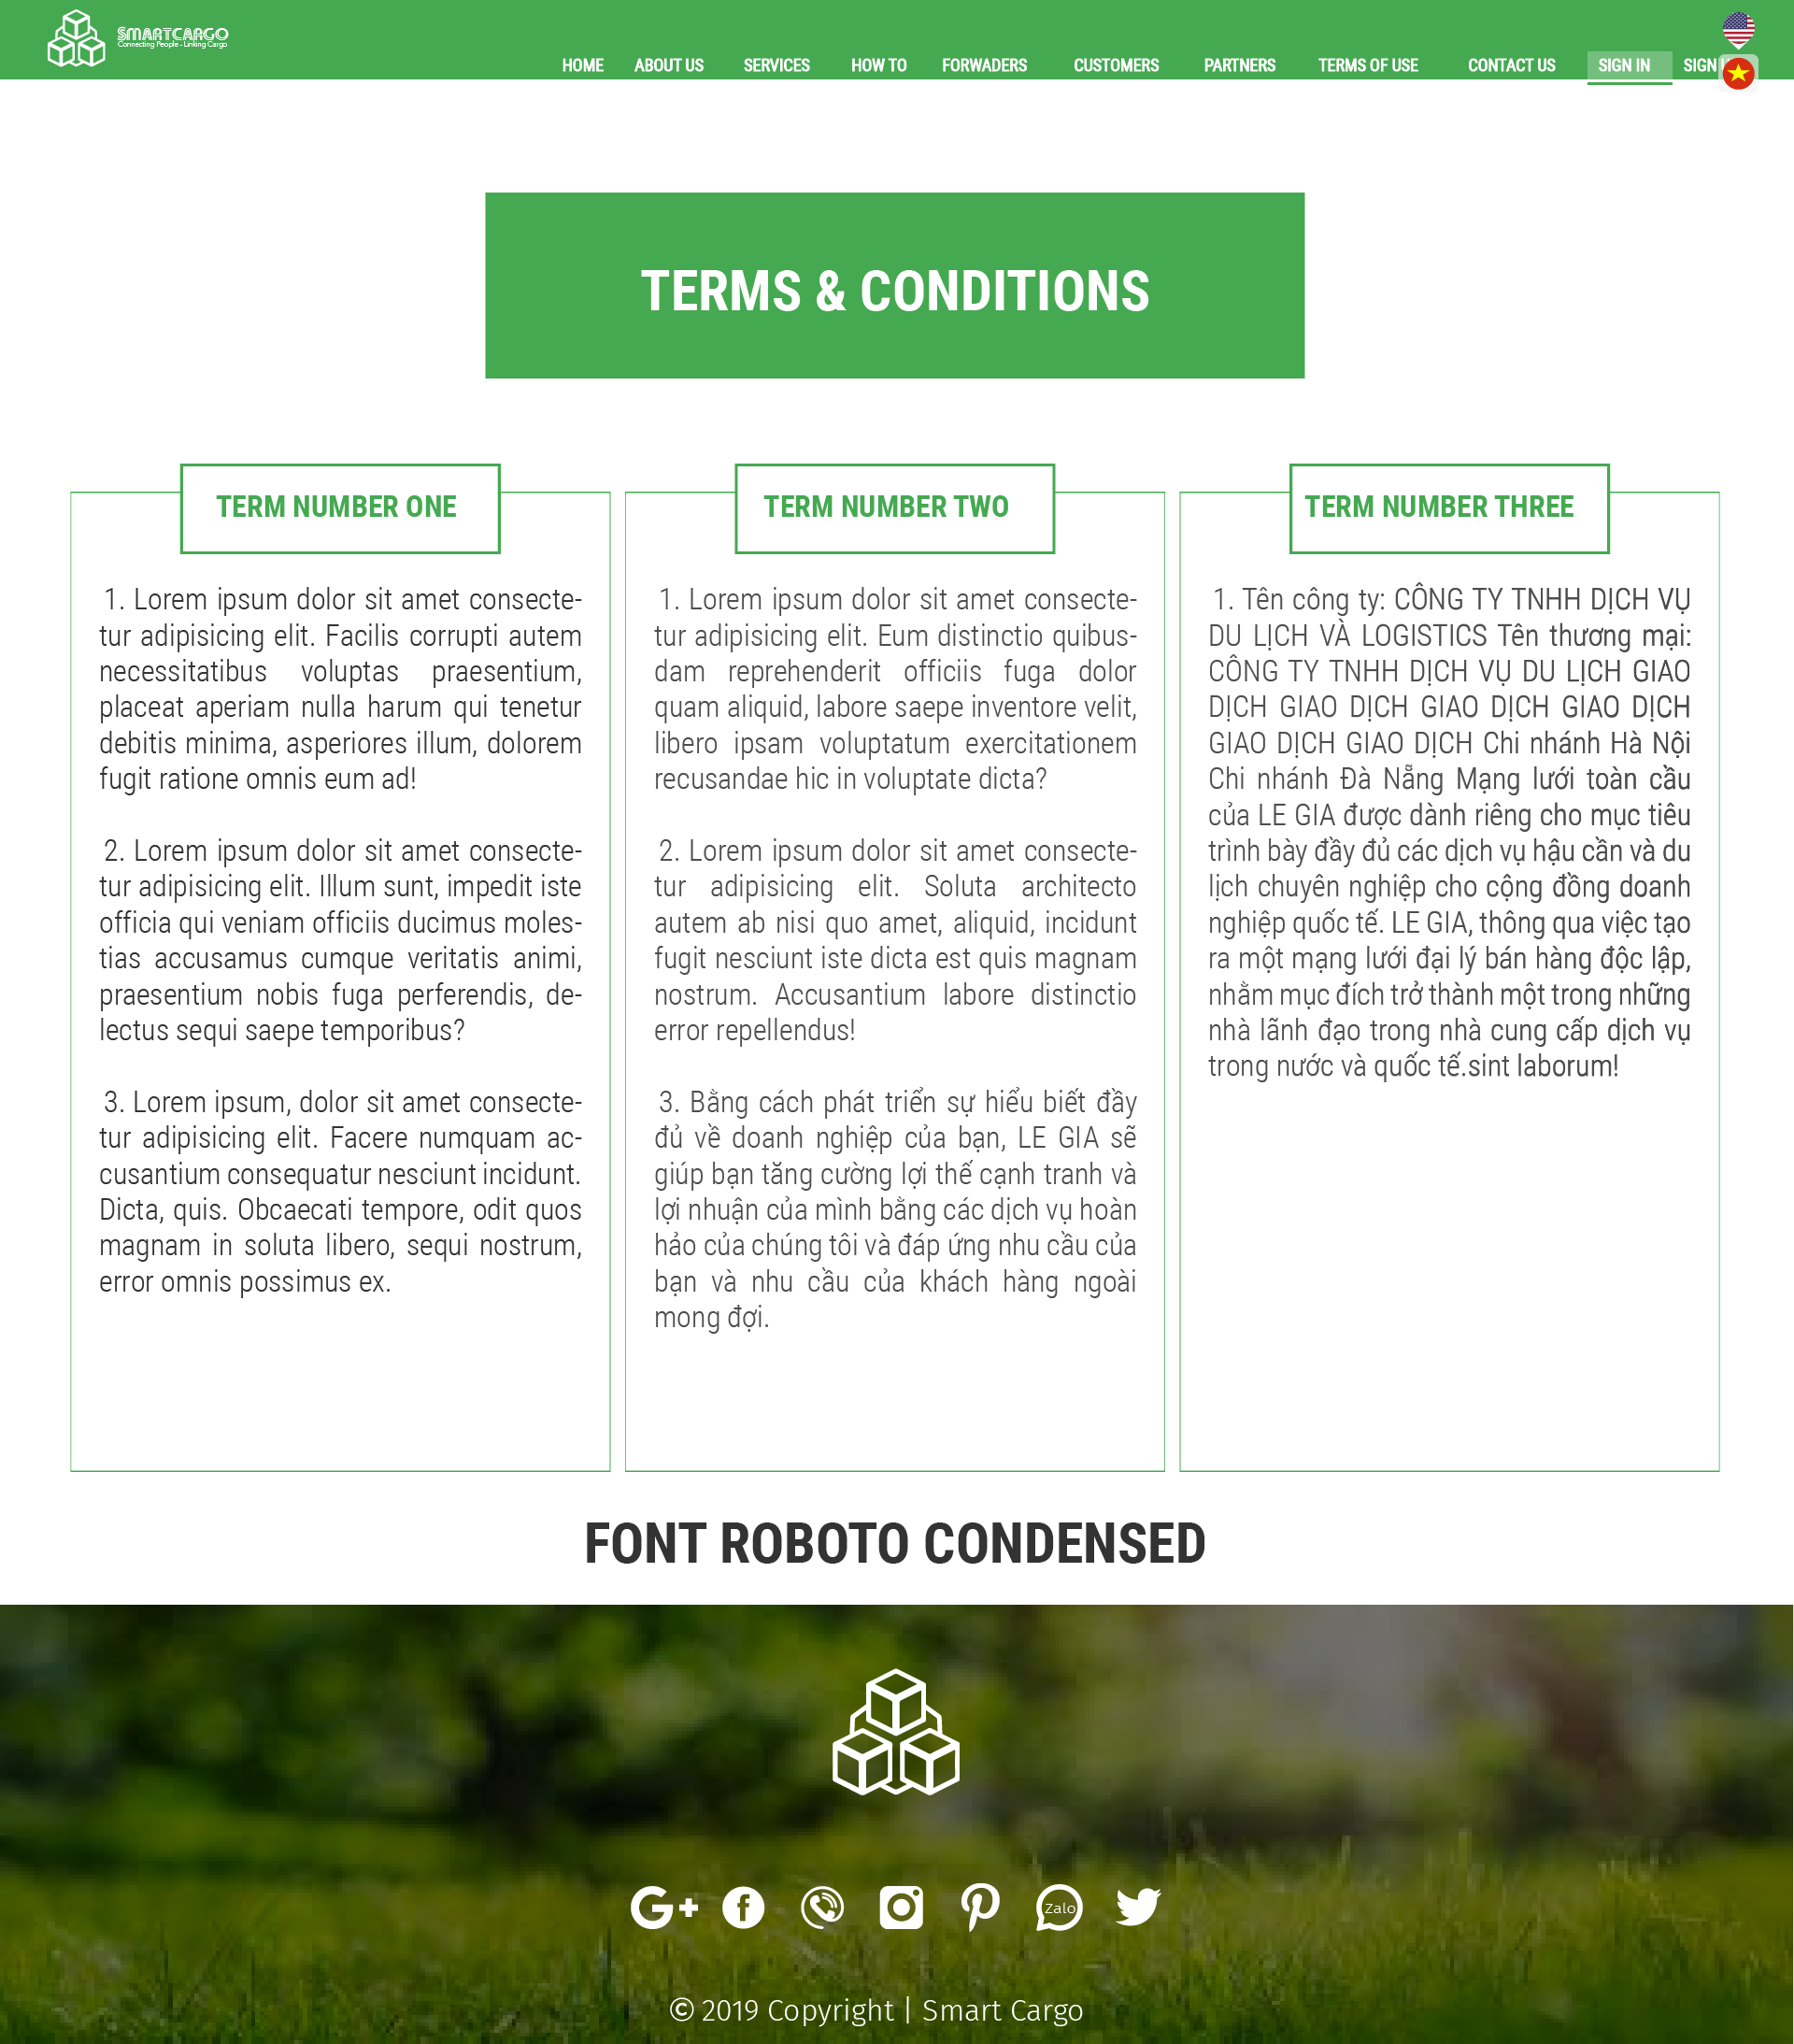 SMARTCARGO
Connecting People - Linking Cargo
HOME ABOUT US SERVICES HOW TO FORWADERS CUSTOMERS PARTNERS TERMS OF USE CONTACT US SIGN IN SIGN
TERMS & CONDITIONS
TERM NUMBER ONE
1. Lorem ipsum dolor sit amet consecte-
tur adipisicing elit. Facilis corrupti autem
necessitatibus voluptas praesentium,
placeat aperiam nulla harum qui tenetur
debitis minima, asperiores illum, dolorem
fugit ratione omnis eum ad!
2. Lorem ipsum dolor sit amet consecte-
tur adipisicing elit. Illum sunt, impedit iste
officia qui veniam officiis ducimus moles-
tias accusamus cumque veritatis animi,
praesentium nobis fuga perferendis, de-
lectus sequi saepe temporibus?
3. Lorem ipsum, dolor sit amet consecte-
tur adipisicing elit. Facere numquam ac-
cusantium consequatur nesciunt incidunt.
Dicta, quis. Obcaecati tempore, odit quos
magnam in soluta libero, sequi nostrum,
error omnis possimus ex.
TERM NUMBER TWO
1. Lorem ipsum dolor sit amet consecte-
tur adipisicing elit. Eum distinctio quibus-
dam reprehenderit officiis fuga dolor
quam aliquid, labore saepe inventore velit,
libero ipsam voluptatum exercitationem
recusandae hic in voluptate dicta?
2. Lorem ipsum dolor sit amet consecte-
tur adipisicing elit. Soluta architecto
autem ab nisi quo amet, aliquid, incidunt
fugit nesciunt iste dicta est quis magnam
nostrum. Accusantium labore distinctio
error repellendus!
3. Bằng cách phát triển sự hiểu biết đầy
đủ về doanh nghiệp của bạn, LE GIA sẽ
giúp bạn tăng cường lợi thế cạnh tranh và
lợi nhuận của mình bằng các dịch vụ hoàn
hảo của chúng tôi và đáp ứng nhu cầu của
bạn và nhu cầu của khách hàng ngoài
mong đợi.
TERM NUMBER THREE
1. Tên công ty: CÔNG TY TNHH DỊCH VỤ
DU LỊCH VÀ LOGISTICS Tên thương mại:
CÔNG TY TNHH DỊCH VỤ DU LỊCH GIAO
DỊCH GIAO DỊCH GIAO DỊCH GIAO DỊCH
GIAO DỊCH GIAO DỊCH Chi nhánh Hà Nội
Chi nhánh Đà Nẵng Mạng lưới toàn cầu
của LE GIA được dành riêng cho mục tiêu
trình bày đầy đủ các dịch vụ hậu cần và du
lịch chuyên nghiệp cho cộng đồng doanh
nghiệp quốc tế. LE GIA, thông qua việc tạo
ra một mạng lưới đại lý bán hàng độc lập,
nhằm mục đích trở thành một trong những
nhà lãnh đạo trong nhà cung cấp dịch vụ
trong nước và quốc tế.sint laborum!
FONT ROBOTO CONDENSED
Zalo
© 2019 Copyright | Smart Cargo